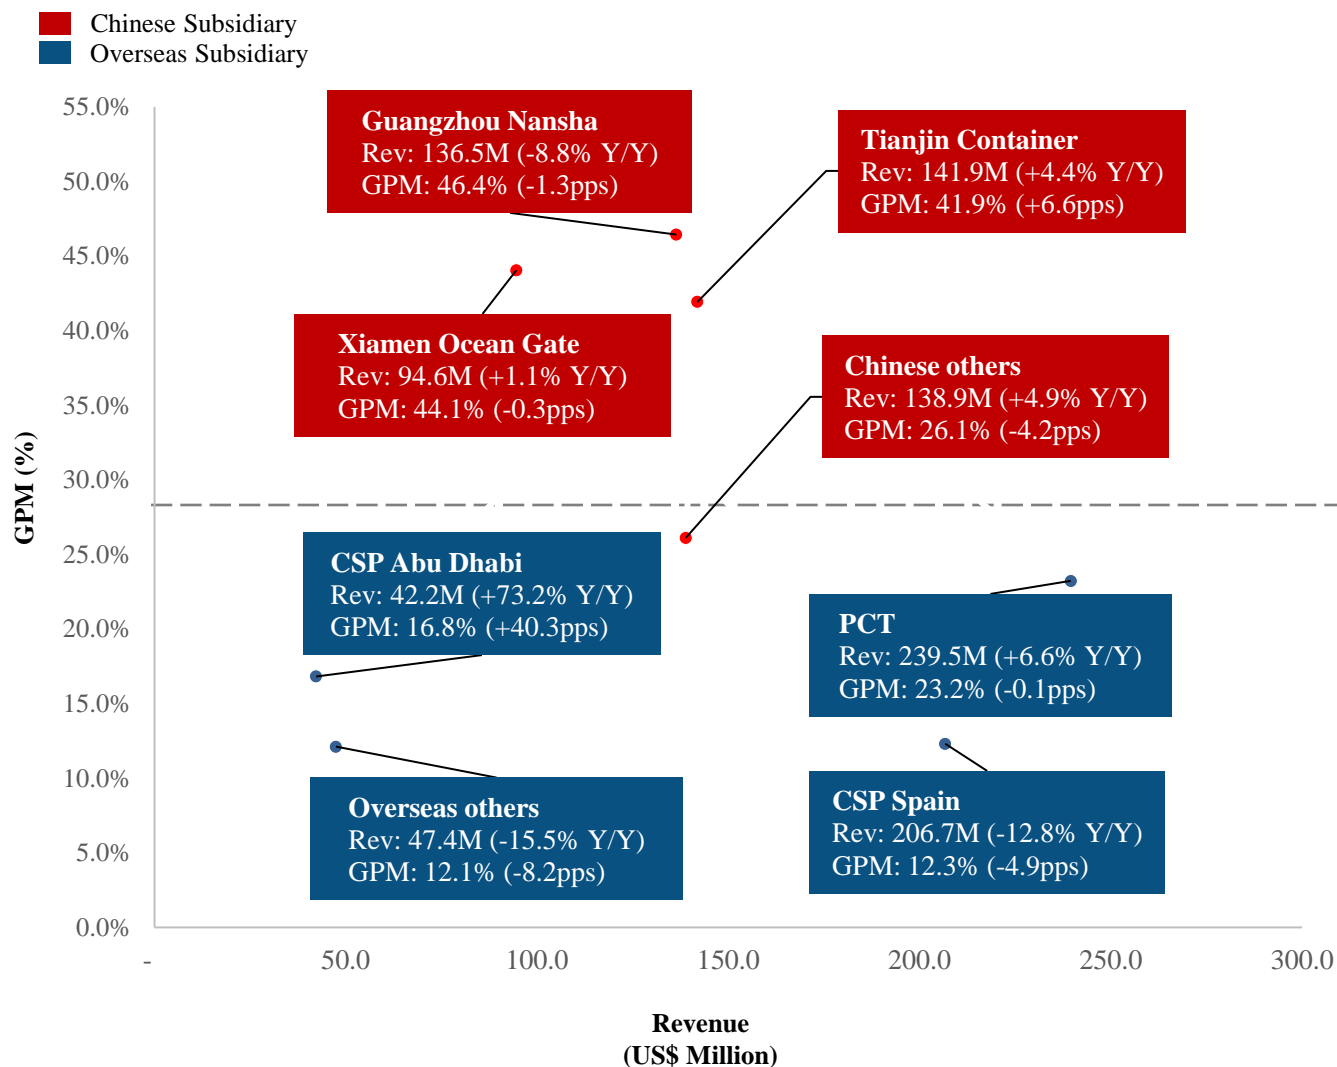 Chinese Subsidiary
Overseas Subsidiary
55.0%
50.0%
45.0%
40.0%
35.0%
30.0%
25.0%
20.0%
15.0%
10.0%
5.0%
0.0%
GPM (%)
Guangzhou Nansha
Rev: 136.5M (-8.8% Y/Y)
GPM: 46.4% (-1.3pps)
Tianjin Container
Rev: 141.9M (+4.4% Y/Y)
GPM: 41.9% (+6.6pps)
Xiamen Ocean Gate
Rev: 94.6M (+1.1% Y/Y)
GPM: 44.1% (-0.3pps)
Chinese others
Rev: 138.9M (+4.9% Y/Y)
GPM: 26.1% (-4.2pps)
CSP Abu Dhabi
Rev: 42.2M (+73.2% Y/Y)
GPM: 16.8% (+40.3pps)
PCT
Rev: 239.5M (+6.6% Y/Y)
GPM: 23.2% (-0.1pps)
Overseas others
Rev: 47.4M (-15.5% Y/Y)
GPM: 12.1% (-8.2pps)
CSP Spain
Rev: 206.7M (-12.8% Y/Y)
GPM: 12.3% (-4.9pps)
-
50.0
100.0
150.0
200.0
250.0
300.0
Revenue
(US$ Million)